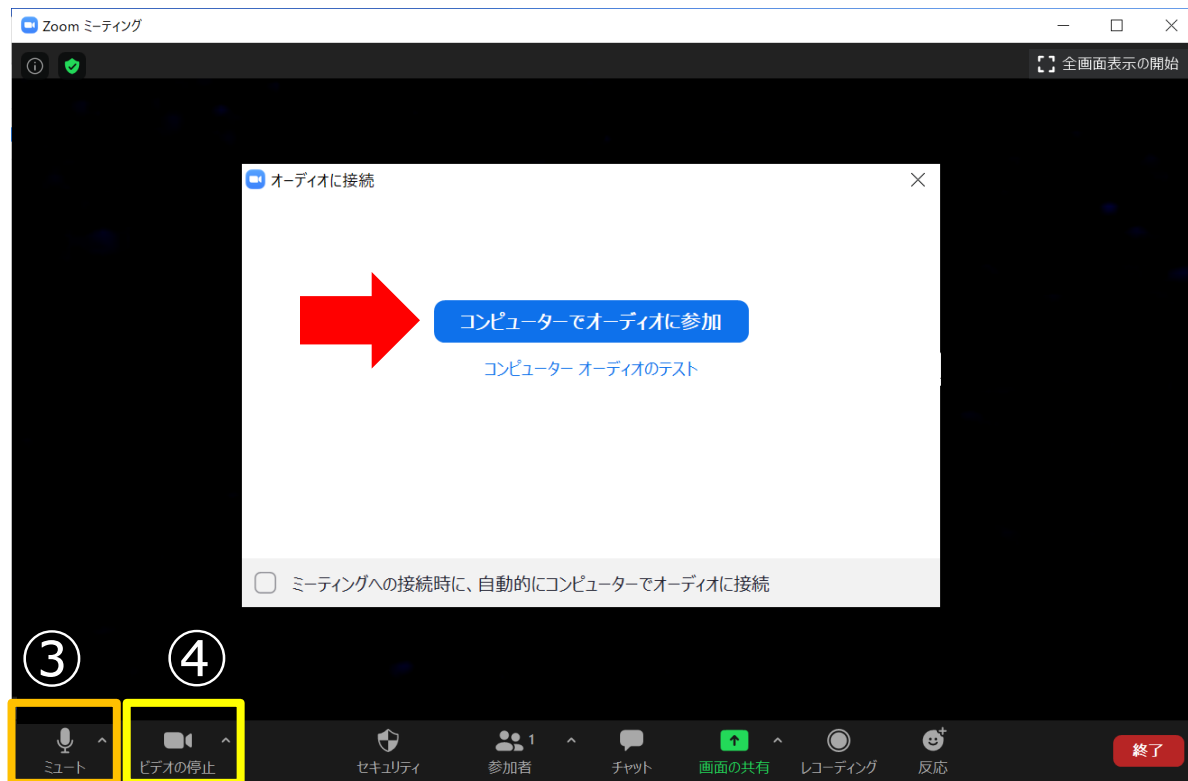 Zoom ミーティング
全画面表示の開始
オーディオに接続
コンピューターでオーディオに参加
コンピューター オーディオのテスト
ミーティングへの接続時に、自動的にコンピューターでオーディオに接続
③ ④
ミュート ビデオの停止 セキュリティ 参加者 1 チャット 画面の共有 レコーディング 反応 終了